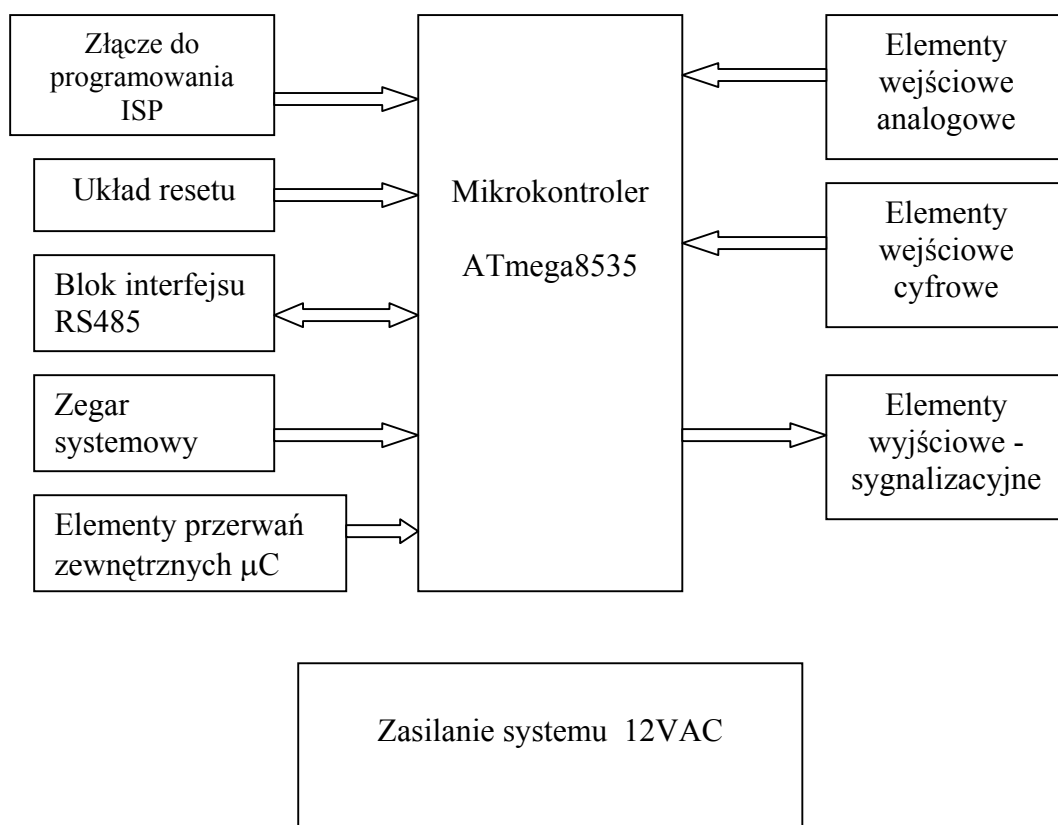 Złącze do
programowania
ISP
Układ resetu
Blok interfejsu
RS485
Zegar
systemowy
Elementy przerwań
zewnętrznych μC
Mikrokontroler
ATmega8535
Elementy
wejściowe
analogowe
Elementy
wejściowe
cyfrowe
Elementy
wyjściowe -
sygnalizacyjne
Zasilanie systemu 12VAC